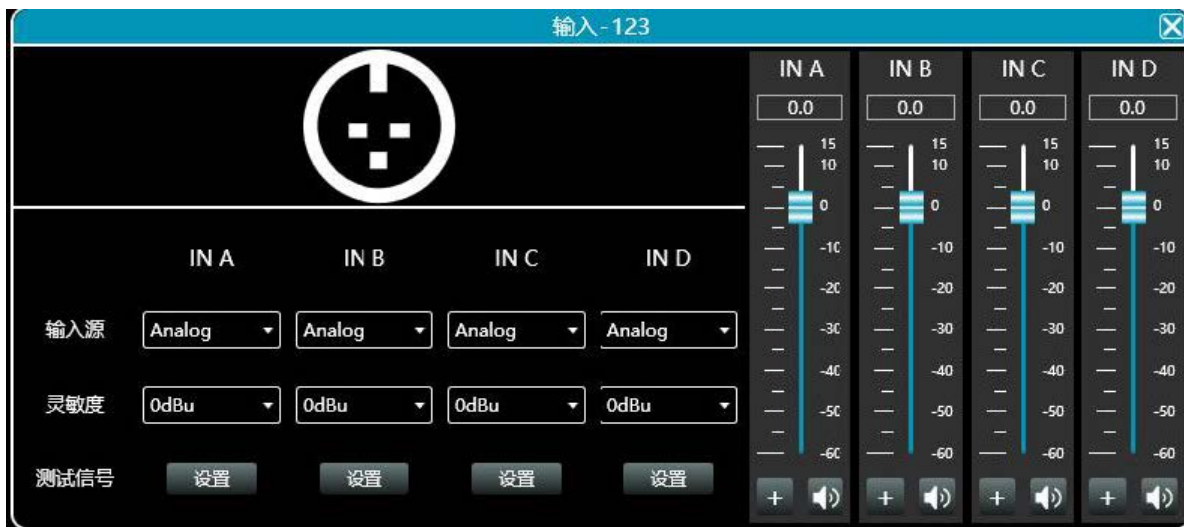 输入-123
IN A IN B IN C IN D
0.0 0.0 0.0 0.0
15 15 15 15
10 10 10 10
0 0 0 0
-10 -10 -10 -10
-20 -20 -20 -20
-30 -30 -30 -30
-40 -40 -40 -40
-50 -50 -50 -50
-60 -60 -60 -60
+ + + +
IN A IN B IN C IN D
输入源 Analog Analog Analog Analog
灵敏度 0dBu 0dBu 0dBu 0dBu
测试信号 设置 设置 设置 设置